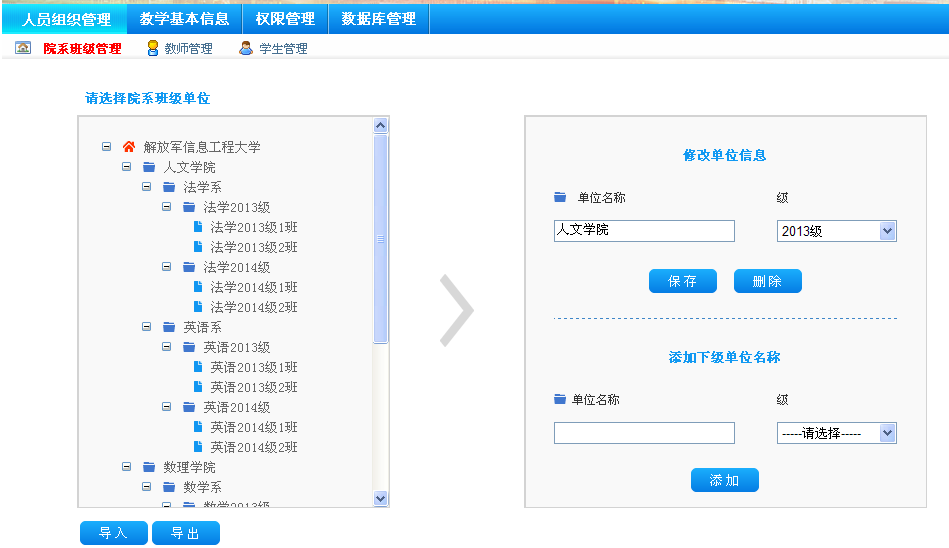 人员组织管理 教学基本信息 权限管理 数据库管理
院系班级管理 教师管理 学生管理
请选择院系班级单位
解放军信息工程大学
人文学院
法学系
法学2013级
法学2013级1班
法学2013级2班
法学2014级
法学2014级1班
法学2014级2班
英语系
英语2013级
英语2013级1班
英语2013级2班
英语2014级
英语2014级1班
英语2014级2班
数理学院
数学系
数学2013级
导入 导出
修改单位信息
单位名称 级
人文学院 2013级
保存 删除
添加下级单位名称
单位名称 级
-----请选择-----
添加